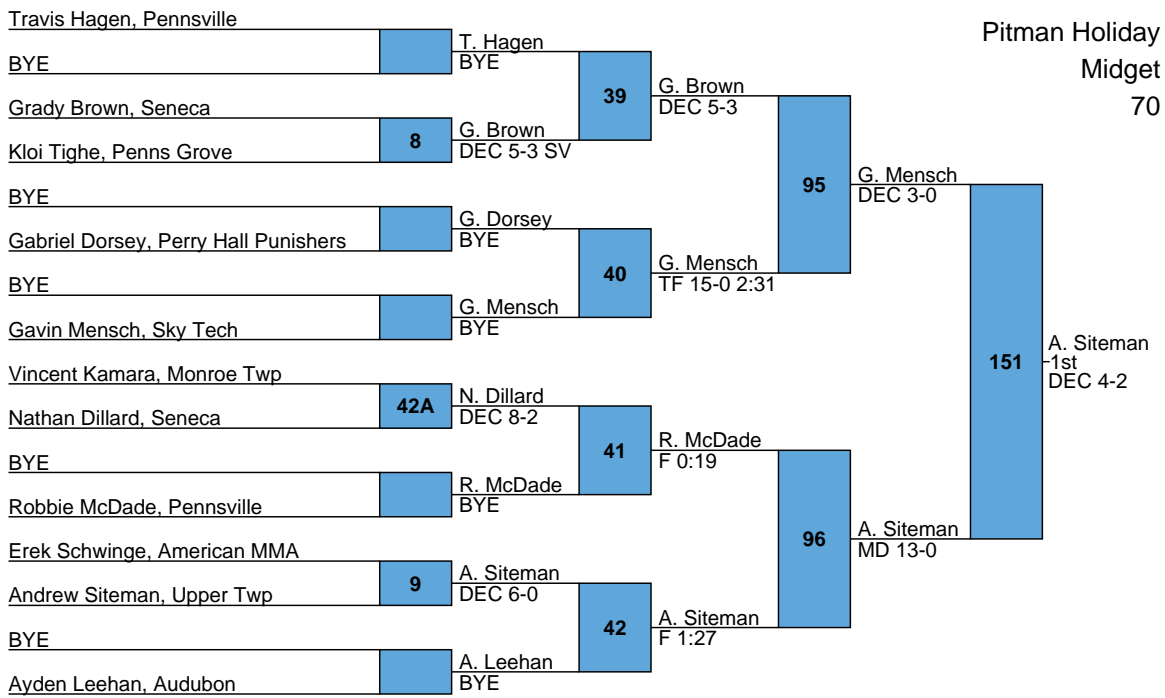 Pitman Holiday
Midget
70
Travis Hagen, Pennsville
BYE
Grady Brown, Seneca
Kloi Tighe, Penns Grove
BYE
Gabriel Dorsey, Perry Hall Punishers
BYE
Gavin Mensch, Sky Tech
Vincent Kamara, Monroe Twp
Nathan Dillard, Seneca
BYE
Robbie McDade, Pennsville
Erek Schwinge, American MMA
Andrew Siteman, Upper Twp
BYE
Ayden Leehan, Audubon
8
42A
9
T. Hagen
BYE
G. Brown
DEC 5-3 SV
G. Dorsey
BYE
G. Mensch
BYE
N. Dillard
DEC 8-2
R. McDade
BYE
A. Siteman
DEC 6-0
A. Leehan
BYE
39
40
41
42
G. Brown
DEC 5-3
G. Mensch
TF 15-0 2:31
R. McDade
F 0:19
A. Siteman
F 1:27
95
96
G. Mensch
DEC 3-0
A. Siteman
MD 13-0
151
A. Siteman
1st
DEC 4-2